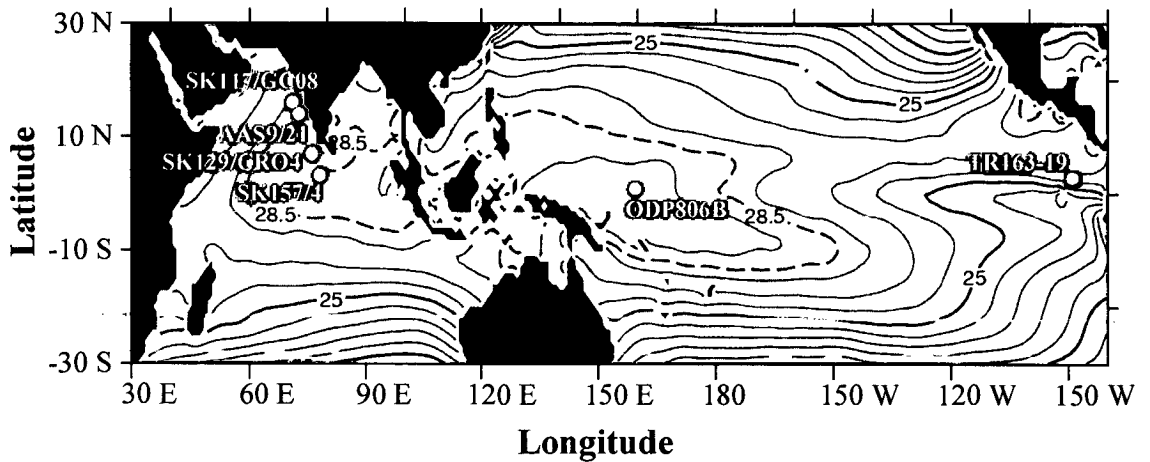 30 N
10 N
-10 S
-30 S
Latitude
25
25
SK117/GC08
AAS9/21
28.5
SK129/CRO4
SK157/4
28.5
TR163-19
ODP806B
28.5
25
25
30 E
60 E
90 E
120 E
150 E
180
150 W
120 W
150 W
Longitude